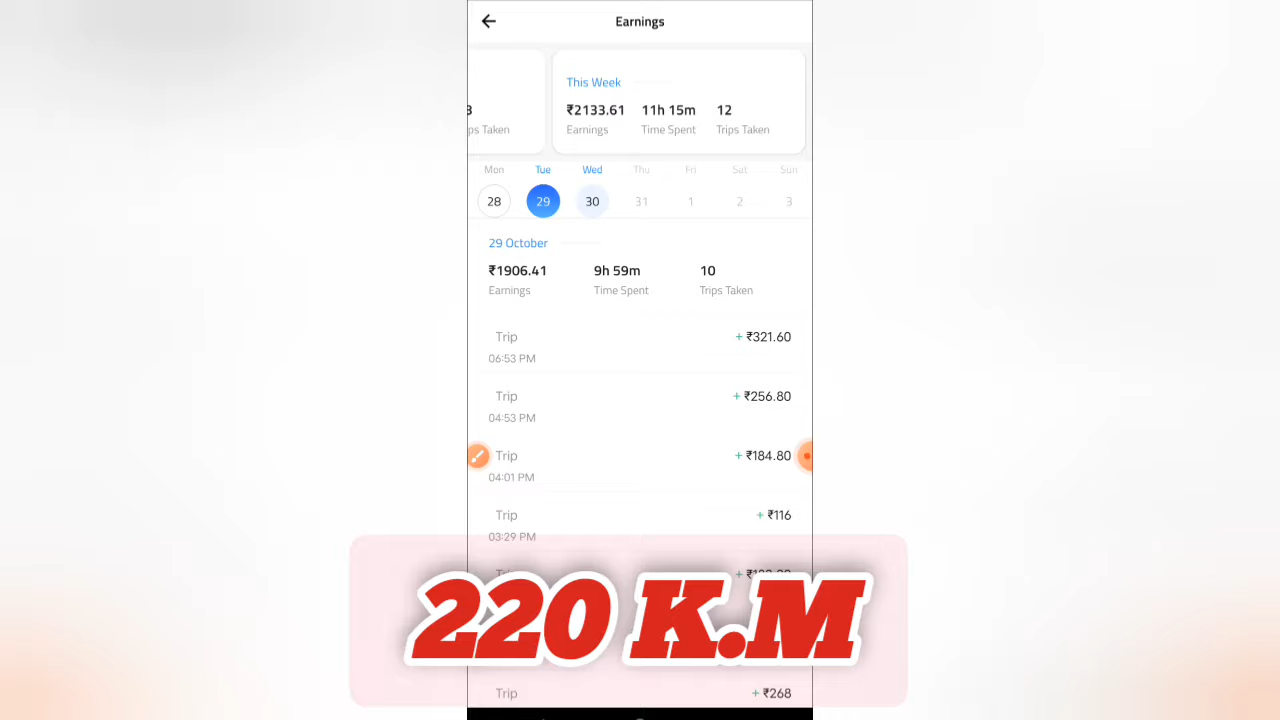 Earnings
This Week
₹2133.61 11h 15m 12
Earnings Time Spent Trips Taken
3
ps Taken
Mon Tue Wed Thu Fri Sat Sun
28 29 30 31 1 2 3
29 October
₹1906.41 9h 59m 10
Earnings Time Spent Trips Taken
Trip + ₹321.60
06:53 PM
Trip + ₹256.80
04:53 PM
Trip + ₹184.80
04:01 PM
Trip + ₹116
03:29 PM
220 K.M
Trip + ₹268